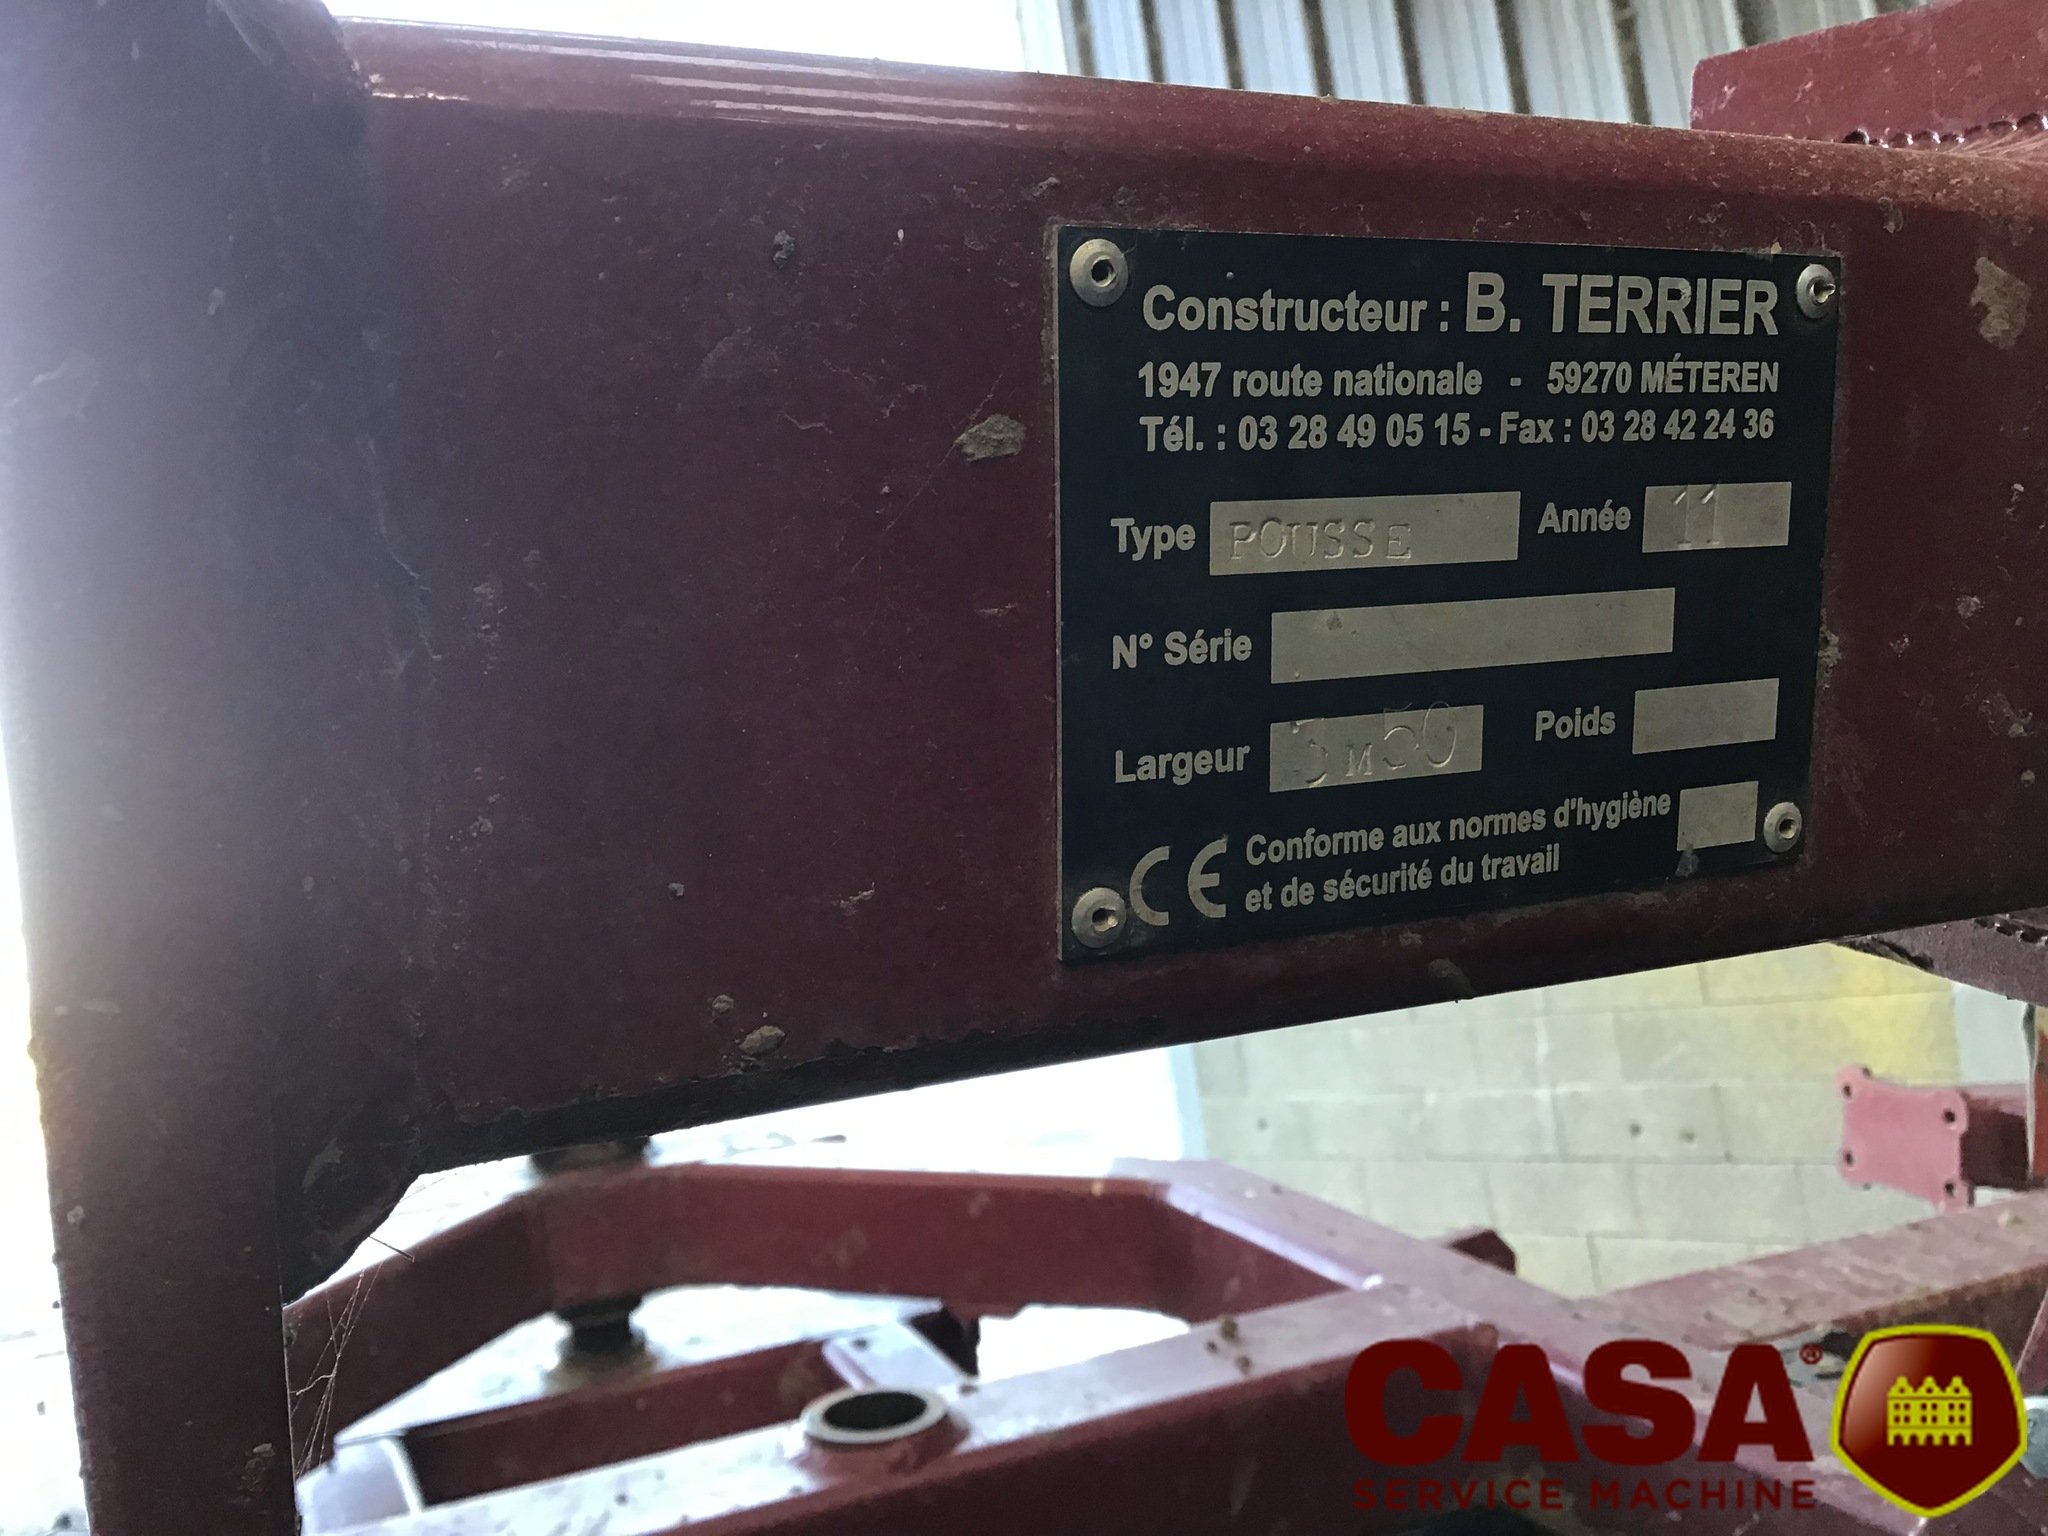 Constructeur : B. TERRIER
1947 route nationale - 59270 MÉTEREN
Tél. : 03 28 49 05 15 - Fax : 03 28 42 24 36
Type POUSSE Année 11
N° Série
Largeur 3 M 50 Poids
CE Conforme aux normes d'hygiène
et de sécurité du travail
CASA®
SERVICE MACHINE